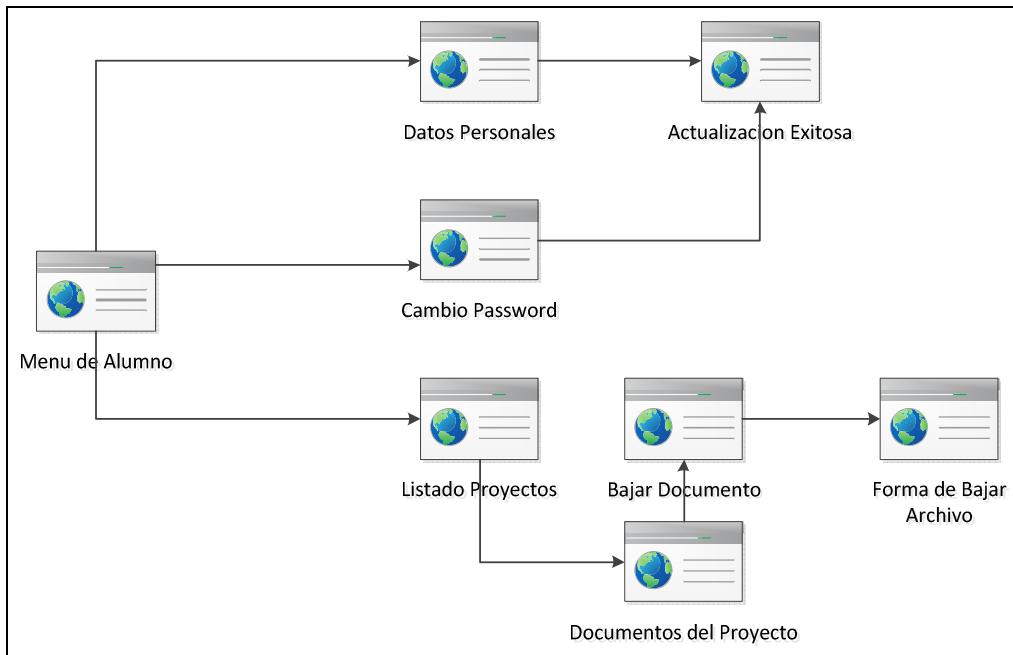 Datos Personales
Actualizacion Exitosa
Cambio Password
Menu de Alumno
Listado Proyectos
Bajar Documento
Forma de Bajar
Archivo
Documentos del Proyecto